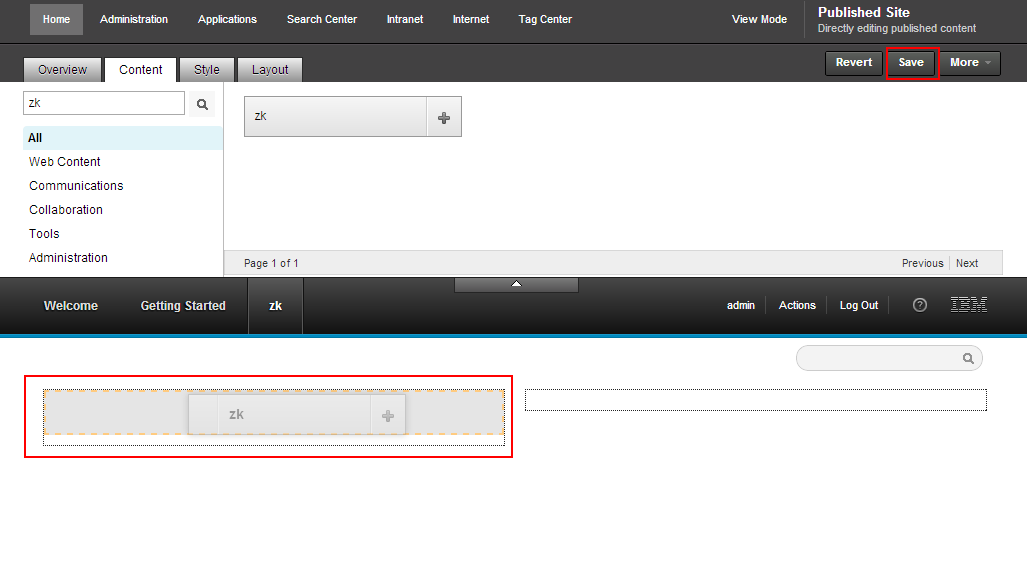 Home Administration Applications Search Center Intranet Internet Tag Center View Mode Published Site
Directly editing published content
Overview Content Style Layout Revert Save More
zk
zk
All
Web Content
Communications
Collaboration
Tools
Administration
Page 1 of 1 Previous Next
Welcome Getting Started zk admin Actions Log Out ? IBM
zk